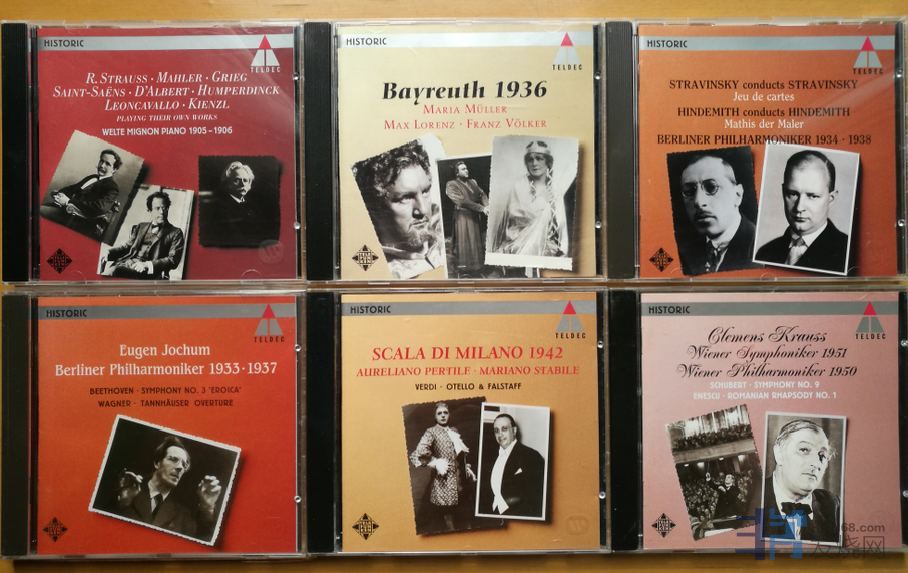 HISTORIC
TELDEC
R. STRAUSS · MAHLER · GRIEG
SAINT-SAËNS · D'ALBERT · HUMPERDINCK
LEONCAVALLO · KIENZL
PLAYING THEIR OWN WORKS
WELTE MIGNON PIANO 1905 - 1906
HISTORIC
TELDEC
Bayreuth 1936
MARIA MÜLLER
MAX LORENZ · FRANZ VÖLKER
HISTORIC
TELDEC
STRAVINSKY conducts STRAVINSKY
Jeu de cartes
HINDEMITH conducts HINDEMITH
Mathis der Maler
BERLINER PHILHARMONIKER 1934 · 1938
HISTORIC
TELDEC
Eugen Jochum
Berliner Philharmoniker 1933 · 1937
BEETHOVEN · SYMPHONY NO. 3 "EROICA"
WAGNER · TANNHÄUSER OVERTURE
HISTORIC
TELDEC
SCALA DI MILANO 1942
AURELIANO PERTILE · MARIANO STABILE
VERDI · OTELLO & FALSTAFF
HISTORIC
TELDEC
Clemens Krauss
Wiener Symphoniker 1951
Wiener Philharmoniker 1950
SCHUBERT · SYMPHONY NO. 9
ENESCU · ROMANIAN RHAPSODY NO. 1